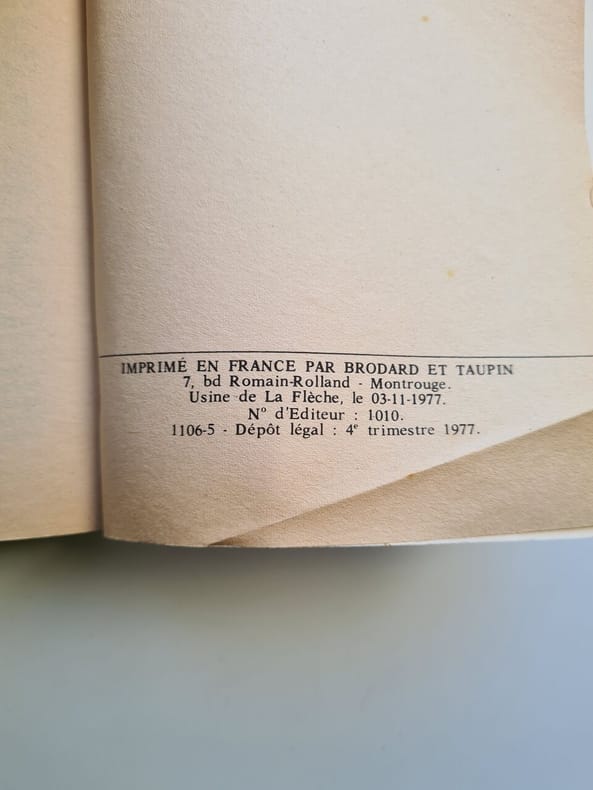 IMPRIMÉ EN FRANCE PAR BRODARD ET TAUPIN
7, bd Romain-Rolland - Montrouge.
Usine de La Flèche, le 03-11-1977.
N° d'Editeur : 1010.
1106-5 - Dépôt légal : 4e trimestre 1977.